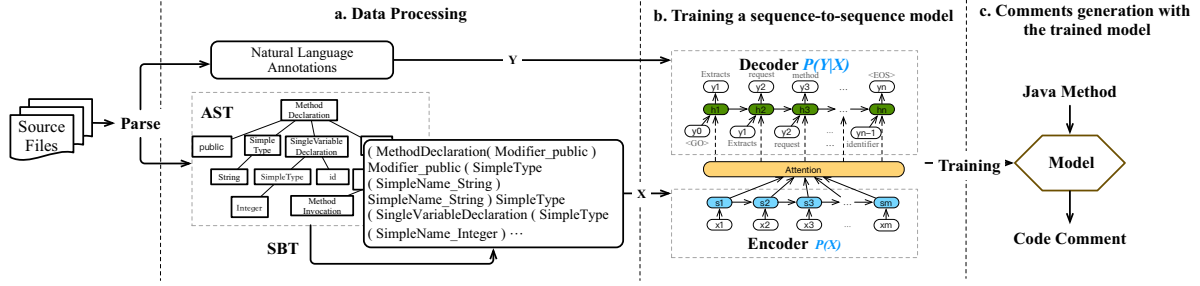 a. Data Processing
b. Training a sequence-to-sequence model
c. Comments generation with
the trained model
Source
Files
Parse
Natural Language
Annotations
Y
AST
Method
Declaration
public
Simple
Type
SingleVariable
Declaration
String
SimpleType
id
Integer
Method
Invocation
SBT
( MethodDeclaration( Modifier_public )
Modifier_public ( SimpleType
( SimpleName_String )
SimpleName_String ) SimpleType
( SingleVariableDeclaration ( SimpleType
( SimpleName_Integer ) ⋯
X
Decoder P(Y|X)
Extracts request method <EOS>
y1 y2 y3 ... yn
h1 h2 h3 ... hn
y0 y1 y2 ... yn-1
<GO> Extracts request ... identifier
Attention
s1 s2 s3 ... sm
x1 x2 x3 ... xm
Encoder P(X)
Training
Java Method
Model
Code Comment